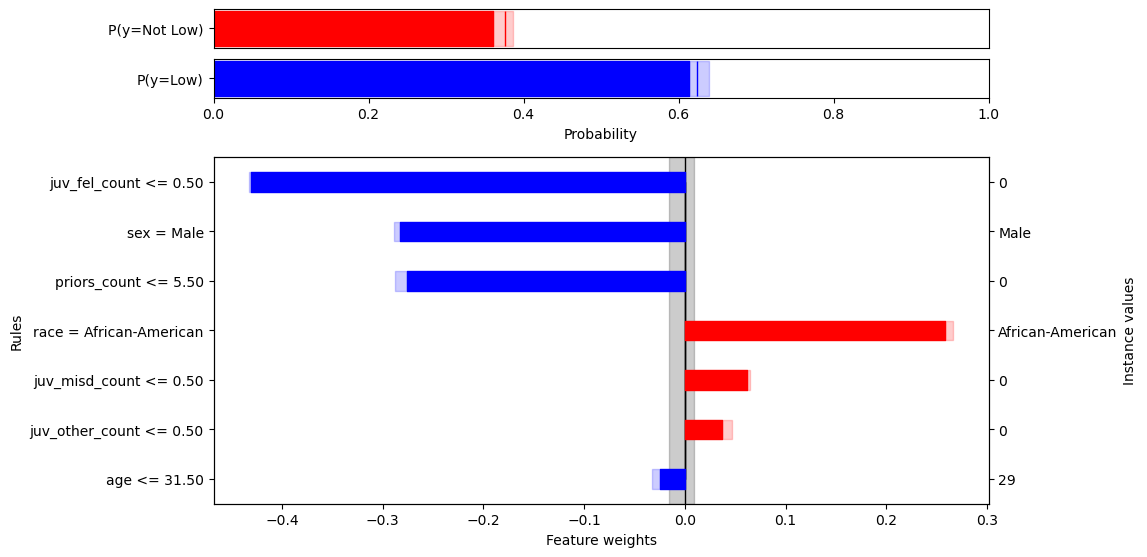 P(y=Not Low)
P(y=Low)
0.0 0.2 0.4 0.6 0.8 1.0
Probability
juv_fel_count <= 0.50 0
sex = Male Male
priors_count <= 5.50 0
race = African-American African-American
juv_misd_count <= 0.50 0
juv_other_count <= 0.50 0
age <= 31.50 29
Rules
Instance values
−0.4 −0.3 −0.2 −0.1 0.0 0.1 0.2 0.3
Feature weights